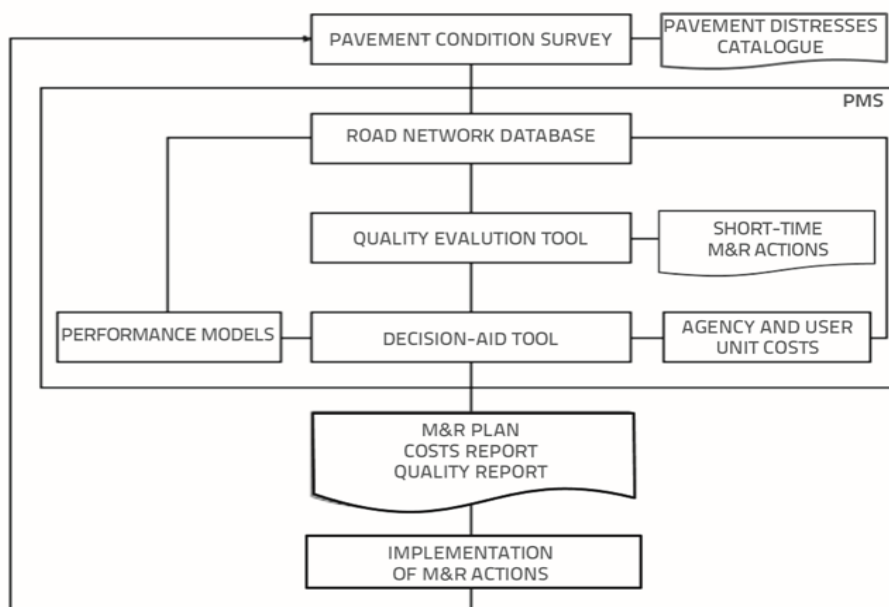 PAVEMENT CONDITION SURVEY
PAVEMENT DISTRESSES
CATALOGUE
PMS
ROAD NETWORK DATABASE
QUALITY EVALUTION TOOL
SHORT-TIME
M&R ACTIONS
PERFORMANCE MODELS
DECISION-AID TOOL
AGENCY AND USER
UNIT COSTS
M&R PLAN
COSTS REPORT
QUALITY REPORT
IMPLEMENTATION
OF M&R ACTIONS